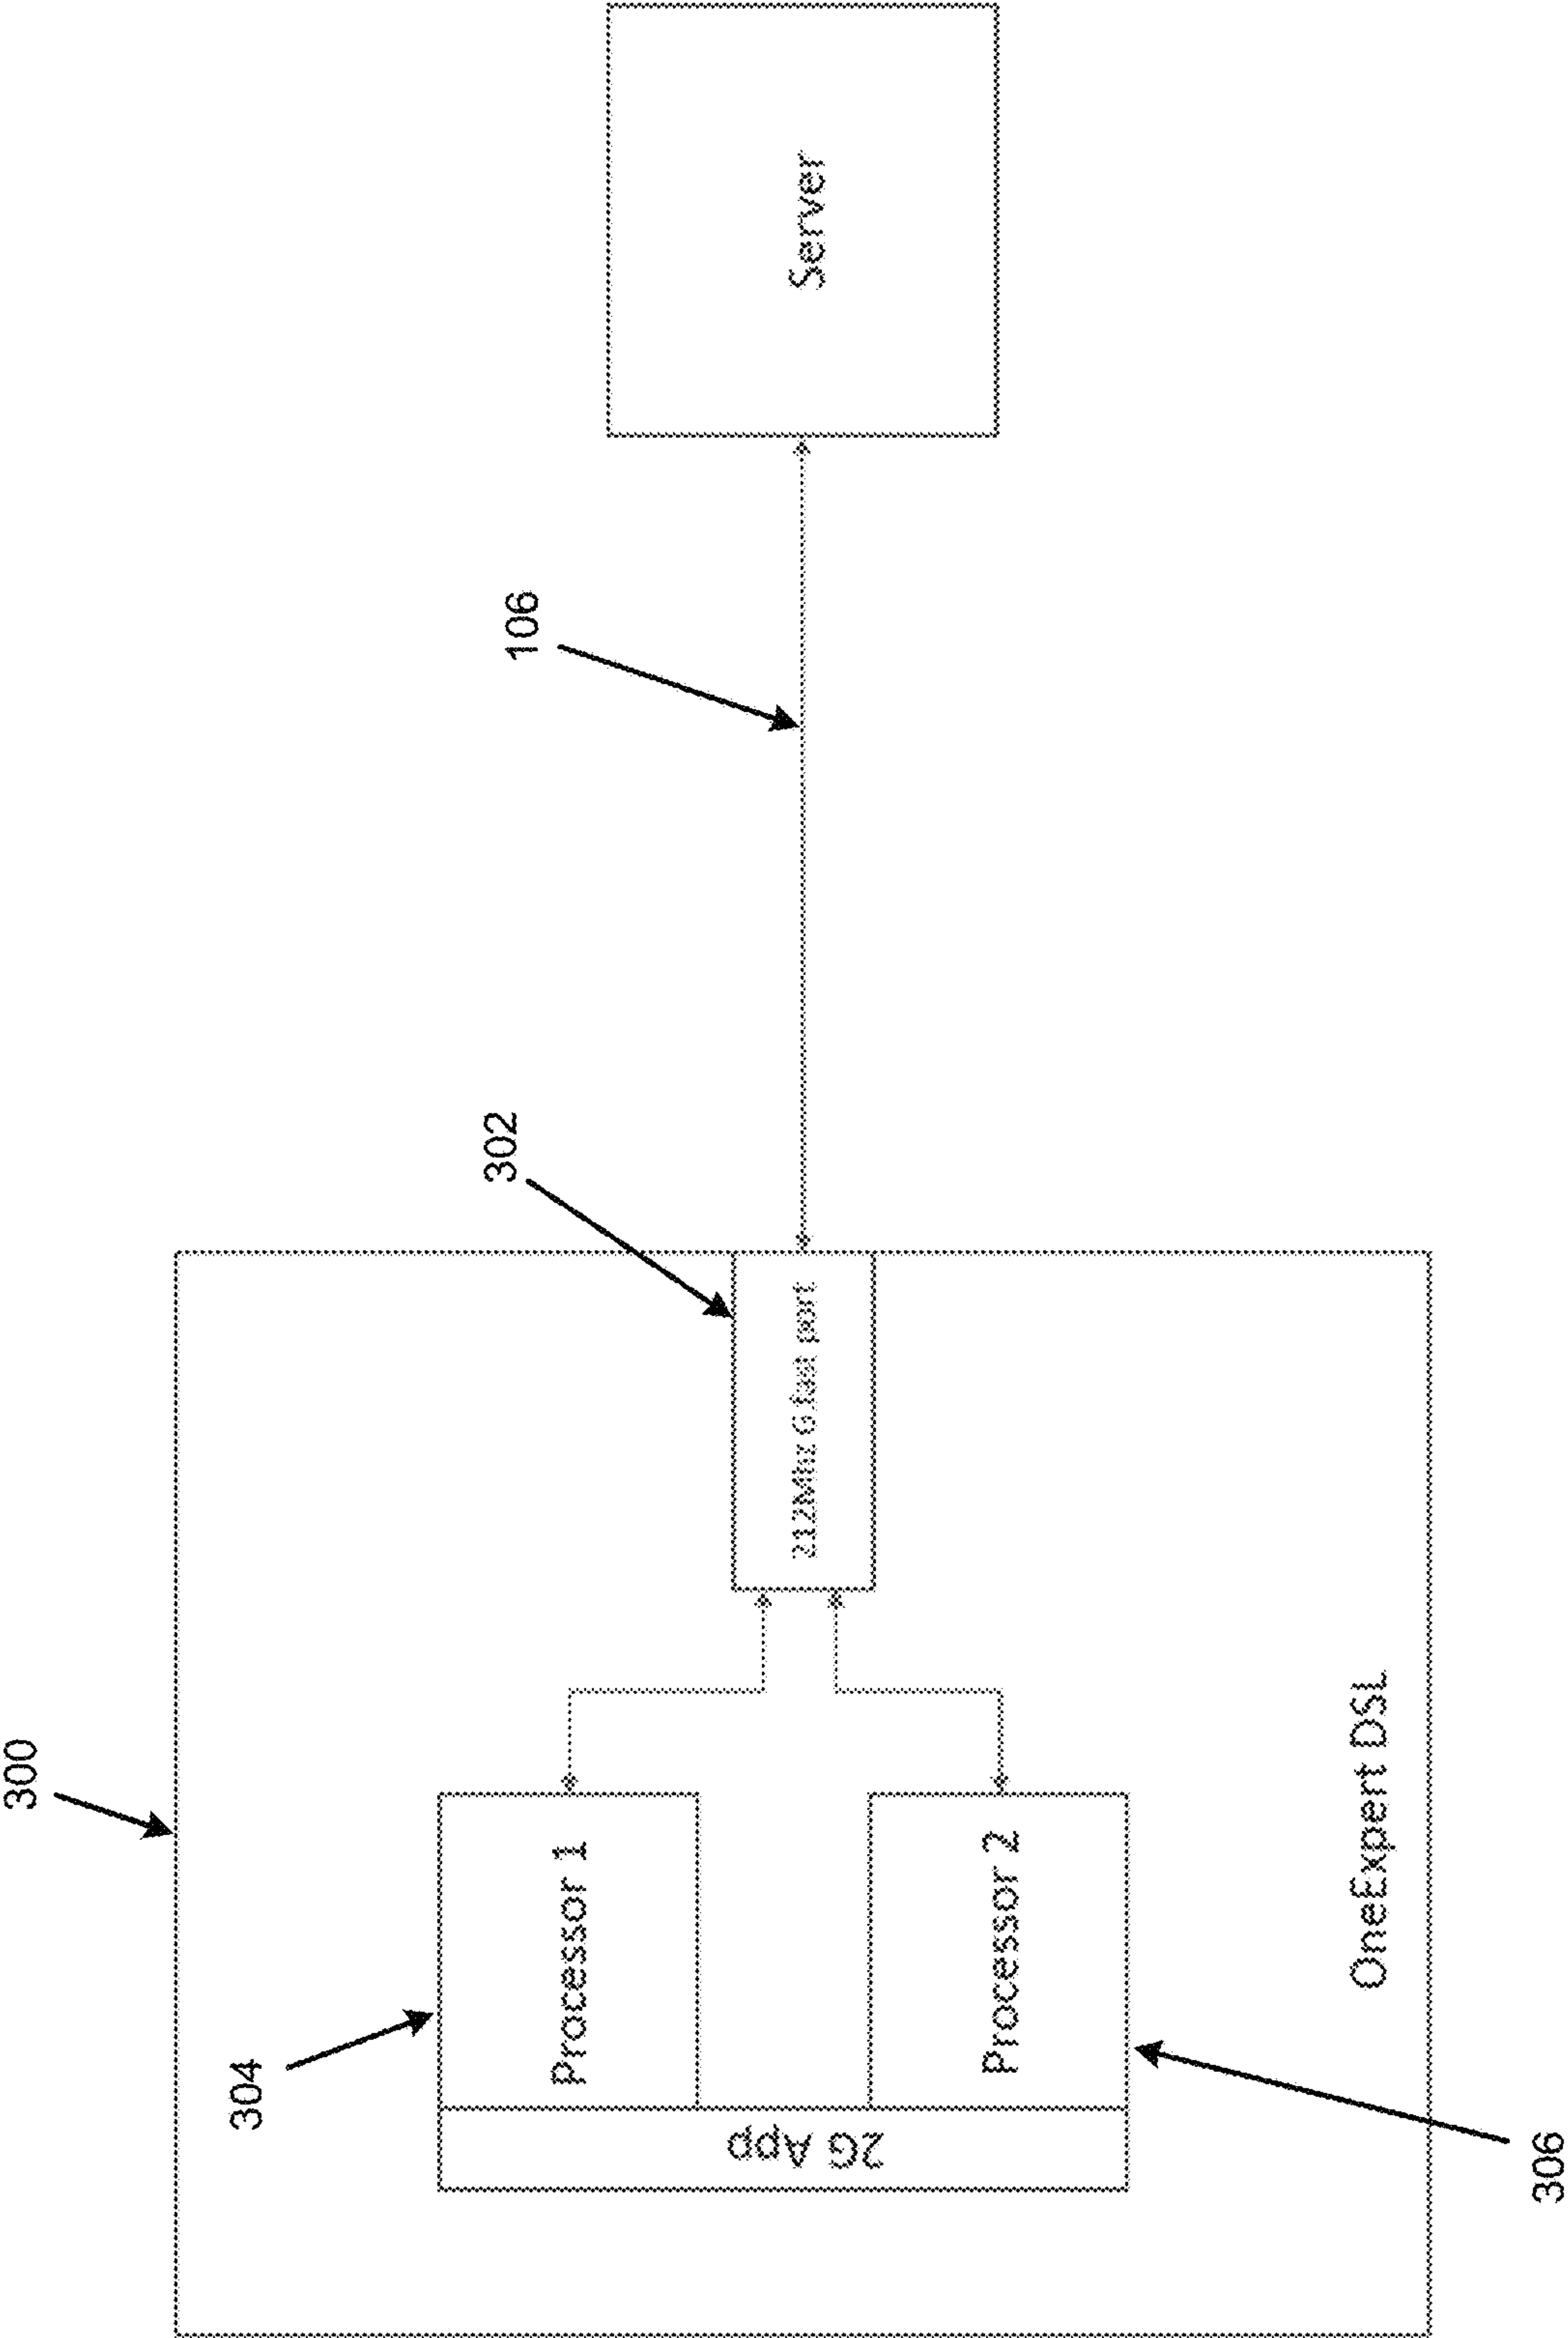 300
304
Processor 1
2G App
Processor 2
306
OneExpert DSL
302
212Mhz G.fast port
106
Server